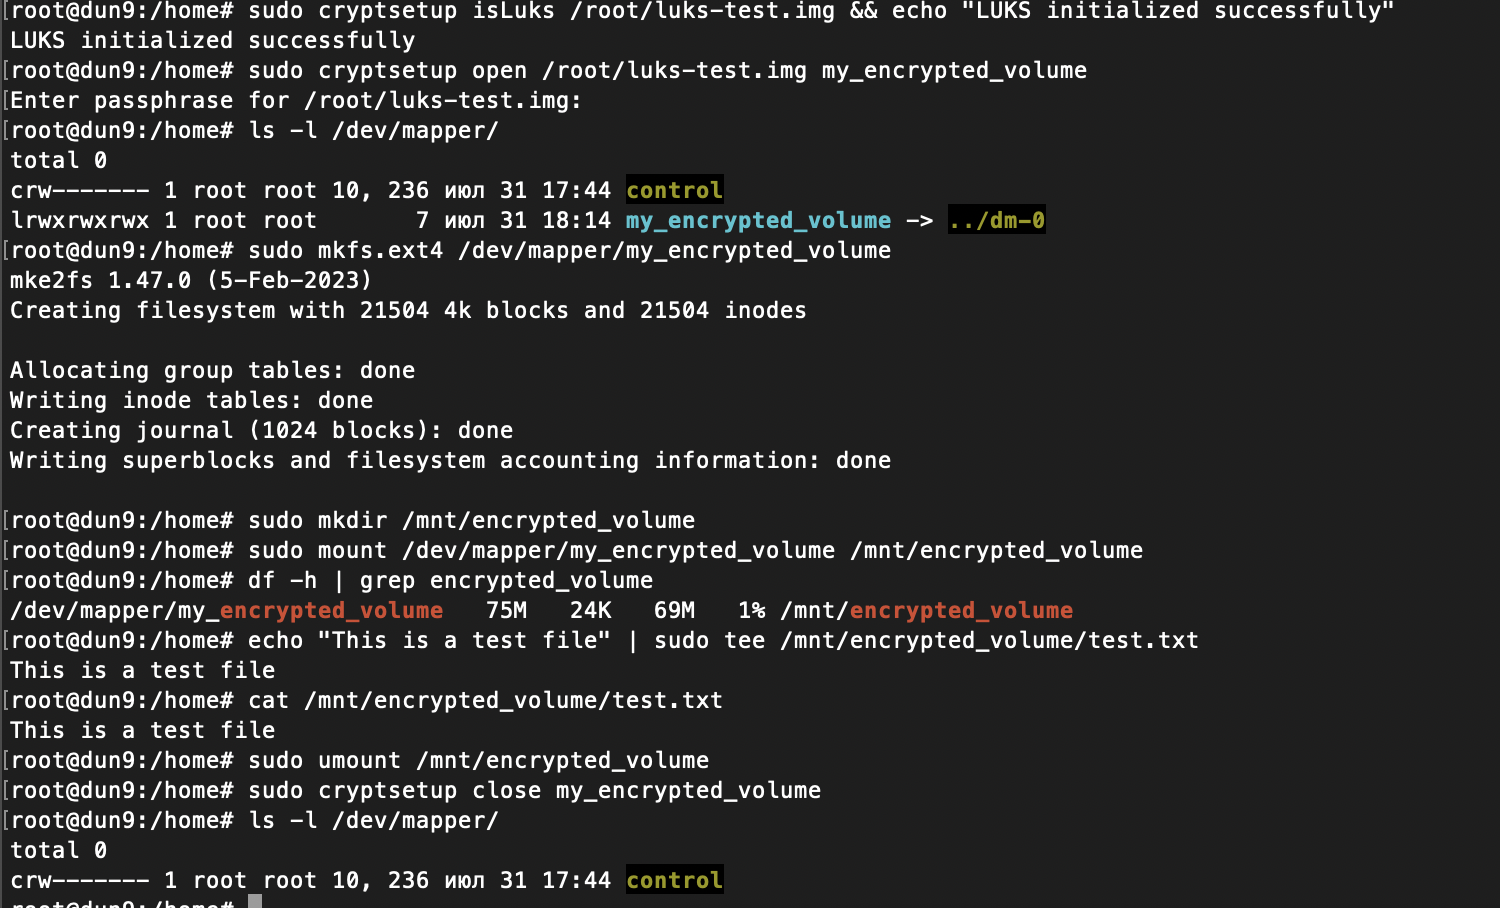 [root@dun9:/home# sudo cryptsetup isLuks /root/luks-test.img && echo "LUKS initialized successfully"
LUKS initialized successfully
[root@dun9:/home# sudo cryptsetup open /root/luks-test.img my_encrypted_volume
[Enter passphrase for /root/luks-test.img:
[root@dun9:/home# ls -l /dev/mapper/
total 0
crw------- 1 root root 10, 236 июл 31 17:44 control
lrwxrwxrwx 1 root root       7 июл 31 18:14 my_encrypted_volume -> ../dm-0
[root@dun9:/home# sudo mkfs.ext4 /dev/mapper/my_encrypted_volume
mke2fs 1.47.0 (5-Feb-2023)
Creating filesystem with 21504 4k blocks and 21504 inodes

Allocating group tables: done
Writing inode tables: done
Creating journal (1024 blocks): done
Writing superblocks and filesystem accounting information: done

[root@dun9:/home# sudo mkdir /mnt/encrypted_volume
[root@dun9:/home# sudo mount /dev/mapper/my_encrypted_volume /mnt/encrypted_volume
[root@dun9:/home# df -h | grep encrypted_volume
/dev/mapper/my_encrypted_volume   75M   24K   69M   1% /mnt/encrypted_volume
[root@dun9:/home# echo "This is a test file" | sudo tee /mnt/encrypted_volume/test.txt
This is a test file
[root@dun9:/home# cat /mnt/encrypted_volume/test.txt
This is a test file
[root@dun9:/home# sudo umount /mnt/encrypted_volume
[root@dun9:/home# sudo cryptsetup close my_encrypted_volume
[root@dun9:/home# ls -l /dev/mapper/
total 0
crw------- 1 root root 10, 236 июл 31 17:44 control
root@dun9:/home#